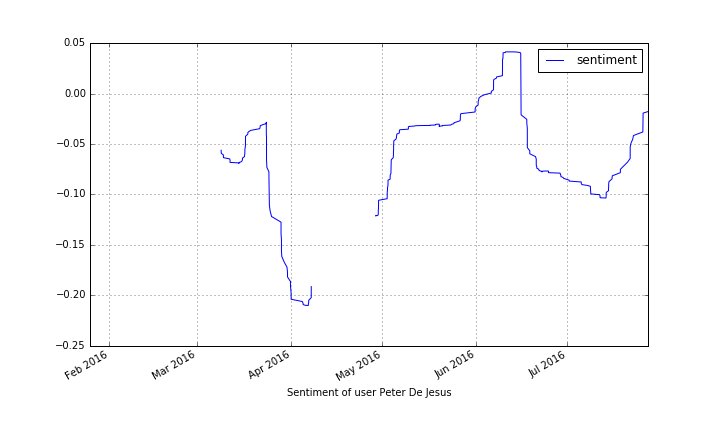 0.05
0.00
−0.05
−0.10
−0.15
−0.20
−0.25
sentiment
Feb 2016
Mar 2016
Apr 2016
May 2016
Jun 2016
Jul 2016
Sentiment of user Peter De Jesus